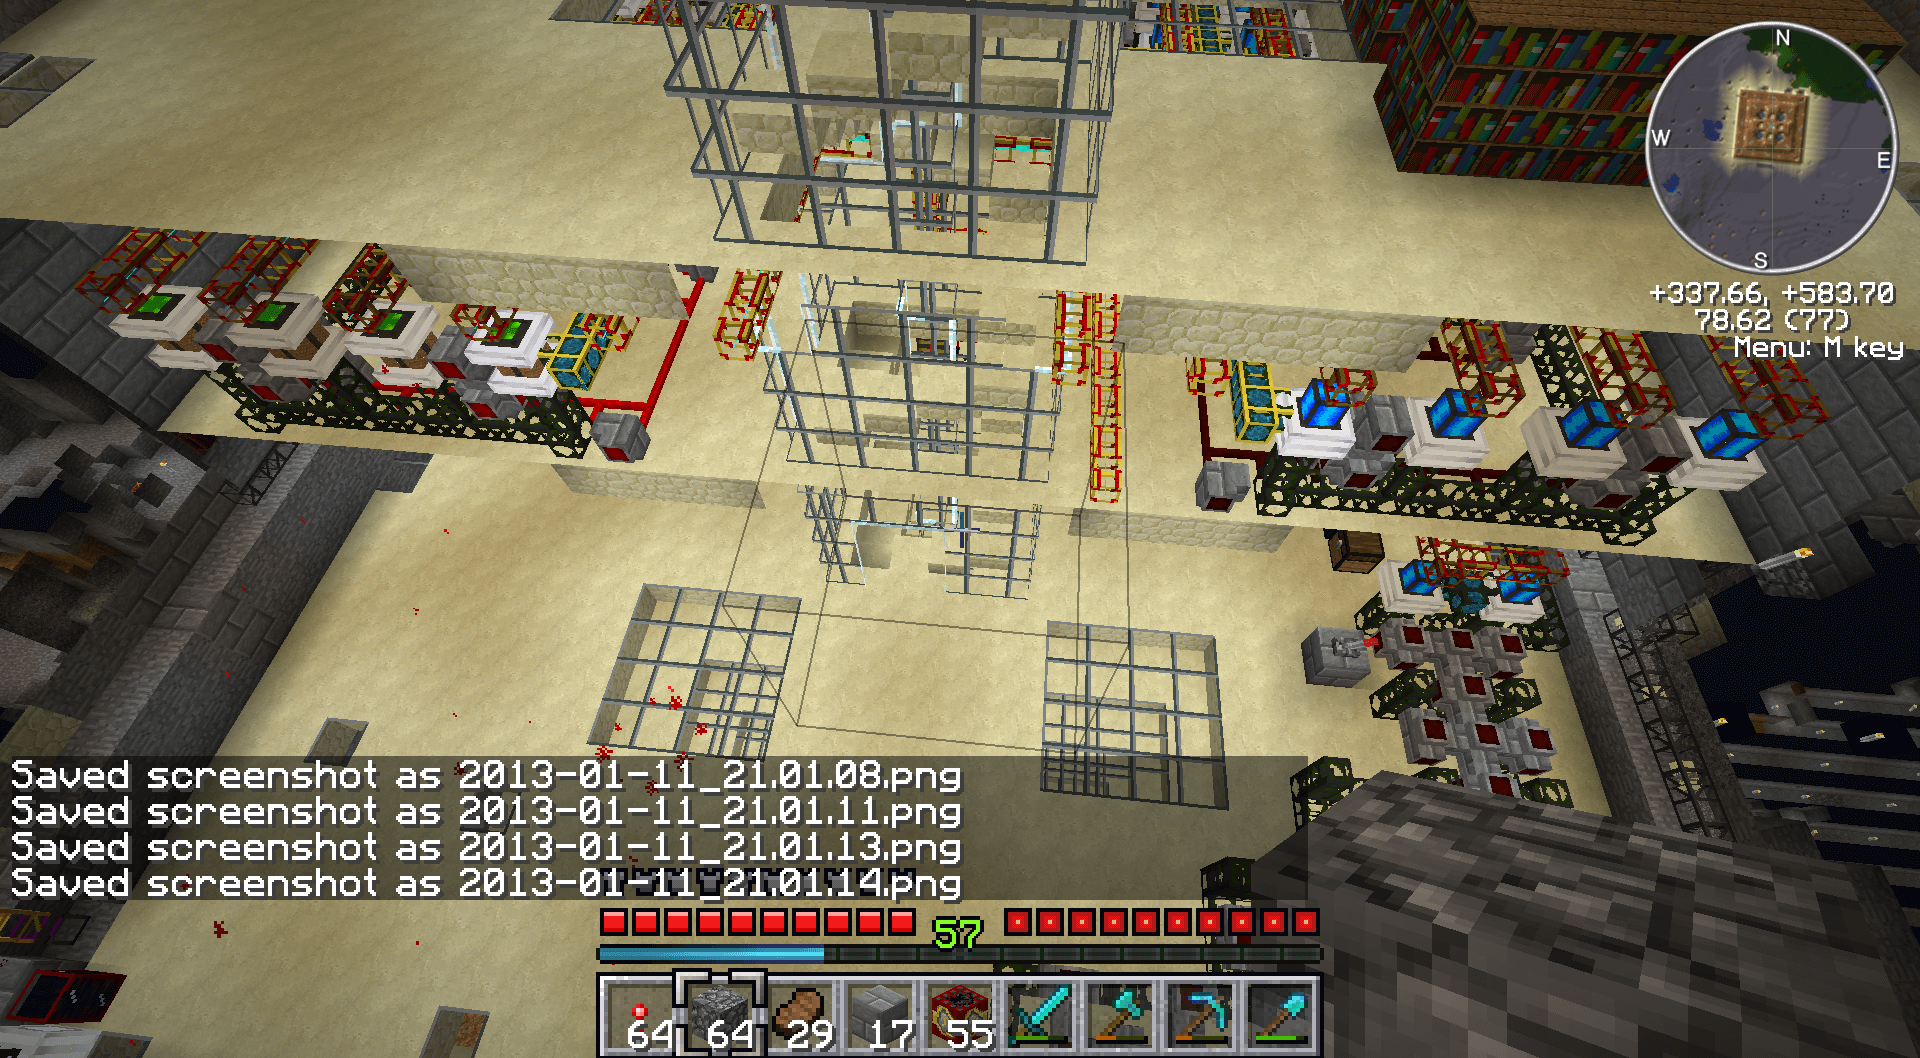 N
W
E
S
+337.66, +583.70
78.62 (77)
Menu: M key
Saved screenshot as 2013-01-11_21.01.08.png
Saved screenshot as 2013-01-11_21.01.11.png
Saved screenshot as 2013-01-11_21.01.13.png
Saved screenshot as 2013-01-11_21.01.14.png
57
64 64 29 17 55